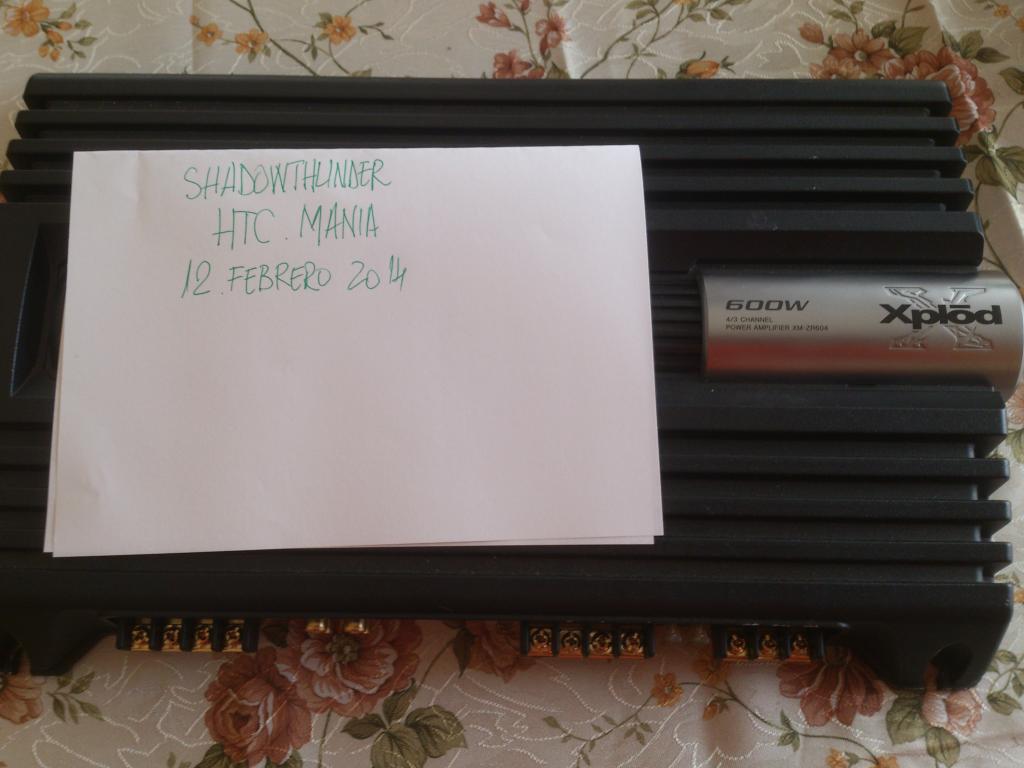 SHADOWTHUNDER
HTC. MANIA
12. FEBRERO 2014
600W
4/3 CHANNEL
POWER AMPLIFIER XM-ZR604
Xplod